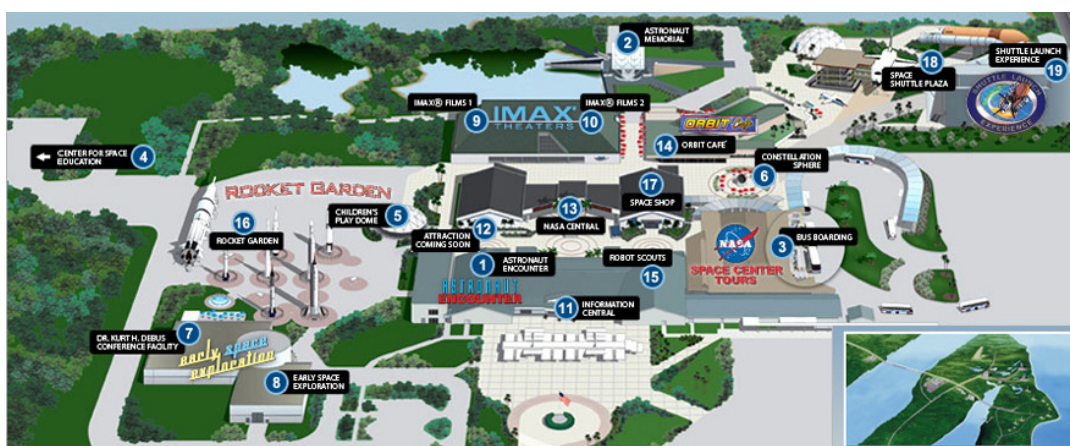 ASTRONAUT
MEMORIAL
2
SHUTTLE LAUNCH
EXPERIENCE
19
18
SPACE
SHUTTLE PLAZA
SHUTTLE LAUNCH
EXPERIENCE
IMAX® FILMS 1
9
IMAX
THEATERS
IMAX® FILMS 2
10
ORBIT Cafe
14
ORBIT CAFE
CENTER FOR SPACE
EDUCATION
4
CONSTELLATION
SPHERE
6
ROCKET GARDEN
16
ROCKET GARDEN
CHILDREN'S
PLAY DOME
5
17
SPACE SHOP
13
NASA CENTRAL
ATTRACTION
COMING SOON
12
NASA
SPACE CENTER
TOURS
3
BUS BOARDING
1
ASTRONAUT
ENCOUNTER
ASTRONAUT
ENCOUNTER
ROBOT SCOUTS
15
11
INFORMATION
CENTRAL
7
DR. KURT H. DEBUS
CONFERENCE FACILITY
early space
exploration
8
EARLY SPACE
EXPLORATION